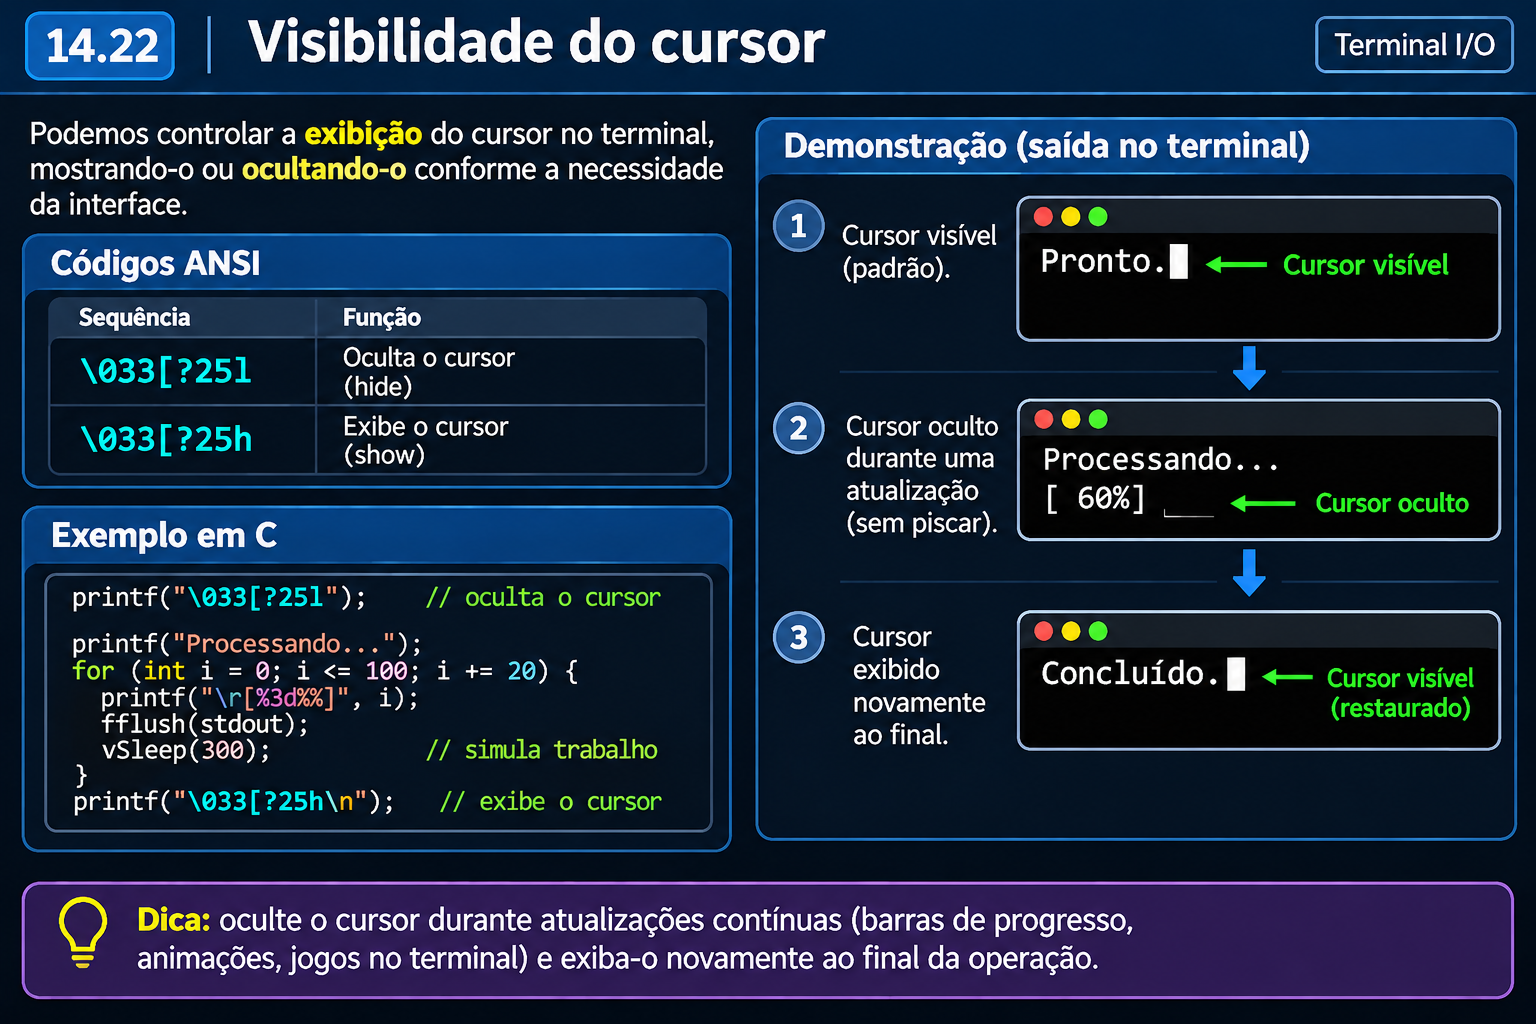 14.22
Visibilidade do cursor
Terminal I/O
Podemos controlar a exibição do cursor no terminal,
mostrando-o ou ocultando-o conforme a necessidade
da interface.
Códigos ANSI
Sequência Função
\033[?25l Oculta o cursor
(hide)
\033[?25h Exibe o cursor
(show)
Exemplo em C
printf("\033[?25l"); // oculta o cursor
printf("Processando...");
for (int i = 0; i <= 100; i += 20) {
printf("\r[%3d%%]", i);
fflush(stdout);
vSleep(300); // simula trabalho
}
printf("\033[?25h\n"); // exibe o cursor
Demonstração (saída no terminal)
1
Cursor visível
(padrão).
Pronto.
Cursor visível
2
Cursor oculto
durante uma
atualização
(sem piscar).
Processando...
[ 60%]
Cursor oculto
3
Cursor
exibido
novamente
ao final.
Concluído.
Cursor visível
(restaurado)
Dica: oculte o cursor durante atualizações contínuas (barras de progresso,
animações, jogos no terminal) e exiba-o novamente ao final da operação.